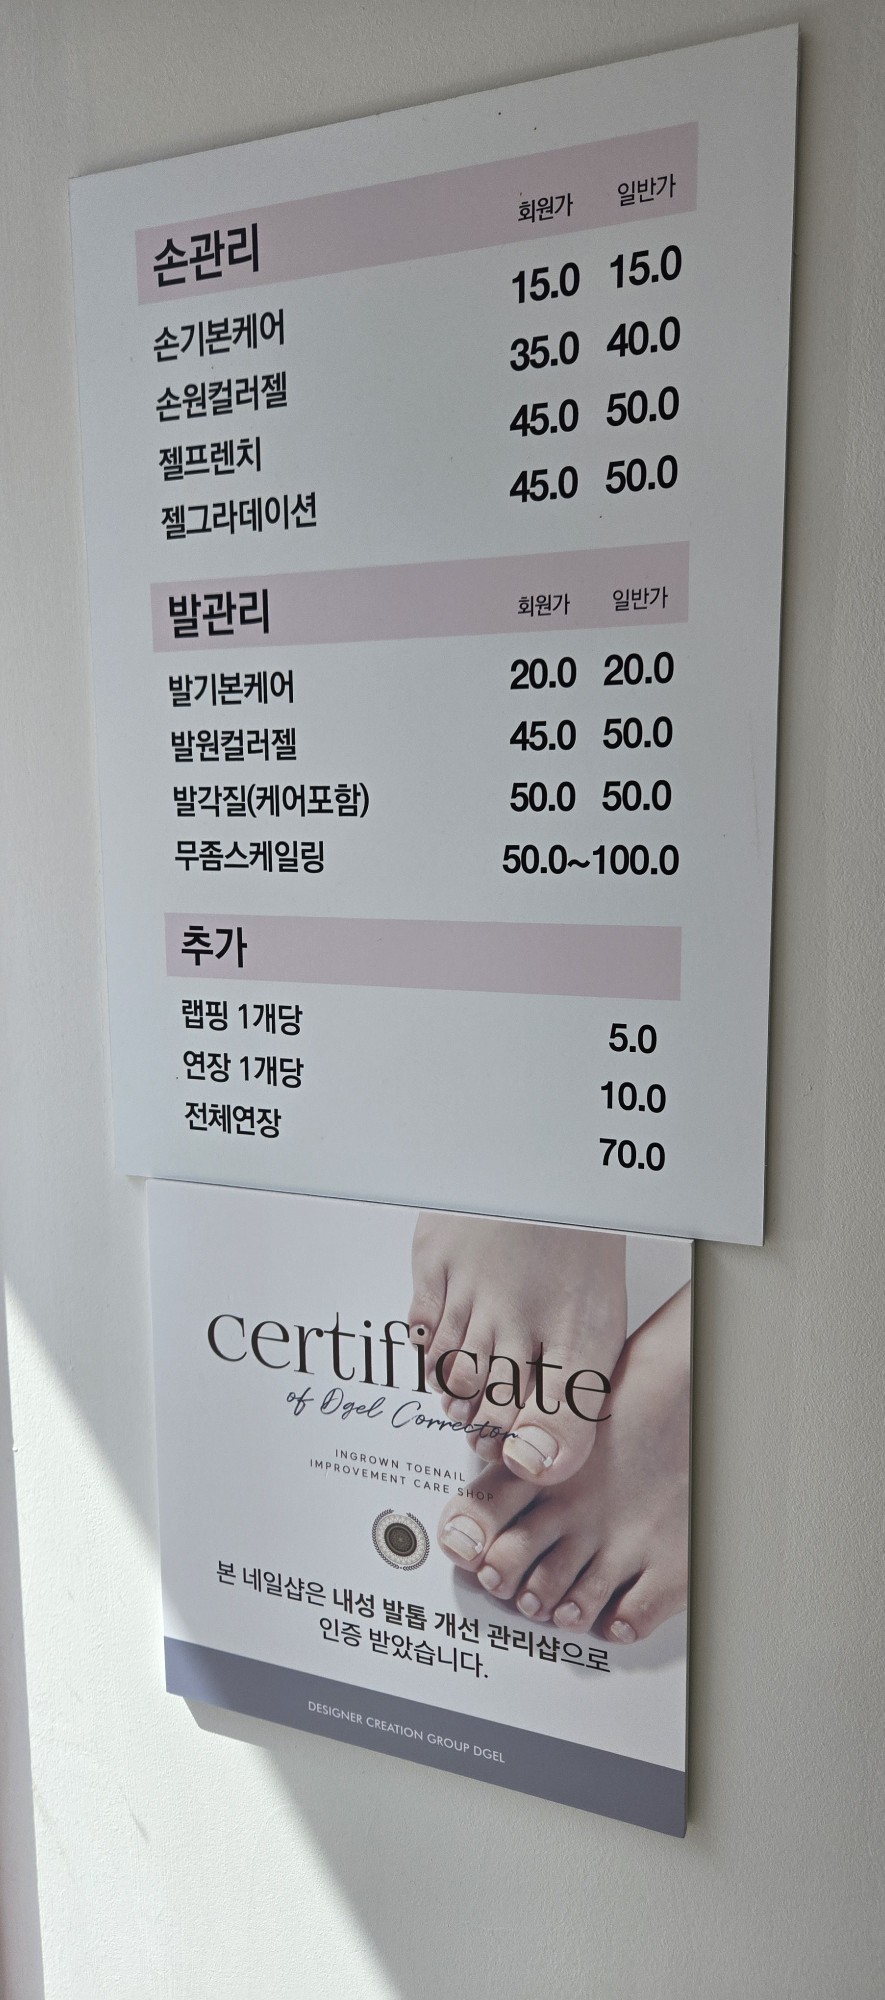 손관리 회원가 일반가
손기본케어 15.0 15.0
손원컬러젤 35.0 40.0
젤프렌치 45.0 50.0
젤그라데이션 45.0 50.0
발관리 회원가 일반가
발기본케어 20.0 20.0
발원컬러젤 45.0 50.0
발각질(케어포함) 50.0 50.0
무좀스케일링 50.0~100.0
추가
랩핑 1개당 5.0
연장 1개당 10.0
전체연장 70.0
certificate
of Dgel Corrector
INGROWN TOENAIL
IMPROVEMENT CARE SHOP
본 네일샵은 내성 발톱 개선 관리샵으로
인증 받았습니다.
DESIGNER CREATION GROUP DGEL